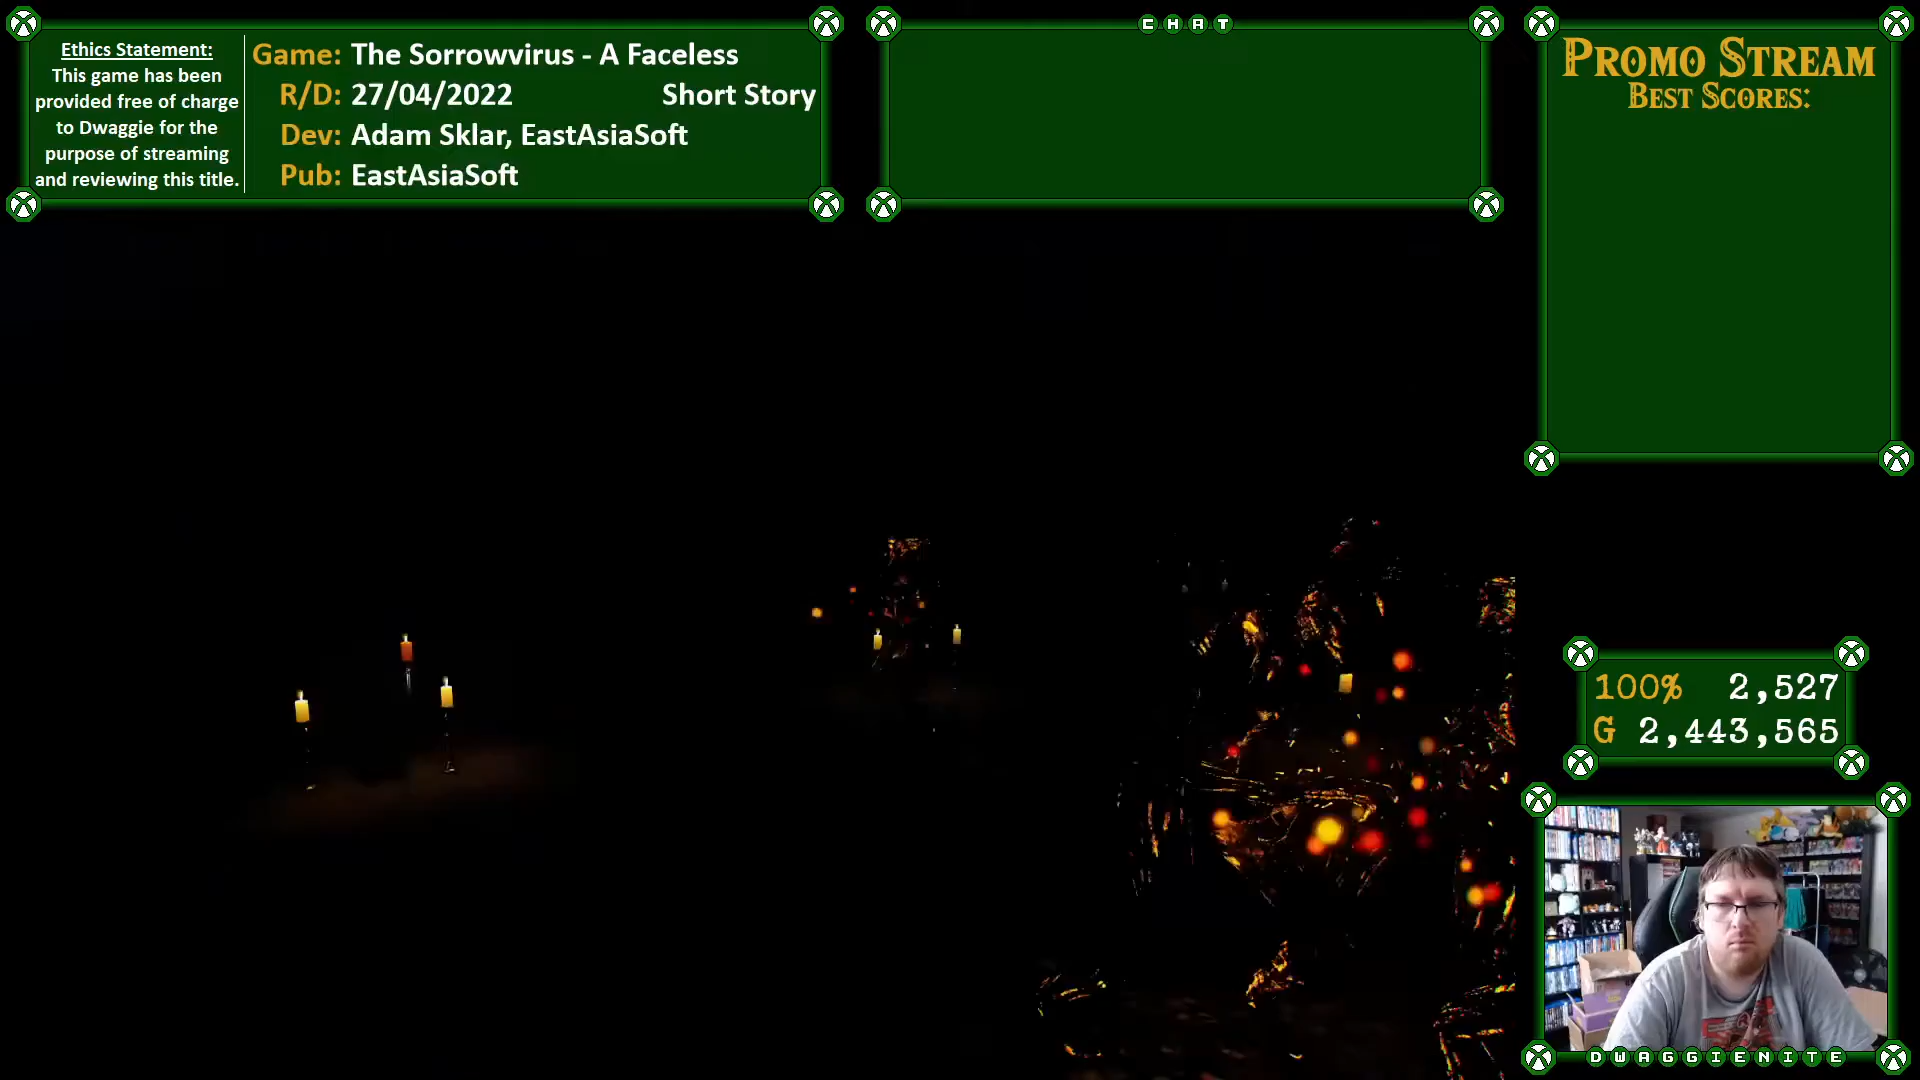 Ethics Statement:
This game has been
provided free of charge
to Dwaggie for the
purpose of streaming
and reviewing this title.
Game: The Sorrowvirus - A Faceless
Short Story
R/D: 27/04/2022
Dev: Adam Sklar, EastAsiaSoft
Pub: EastAsiaSoft
CHAT
Promo Stream
Best Scores:
100% 2,527
G 2,443,565
DWAGGIENITE